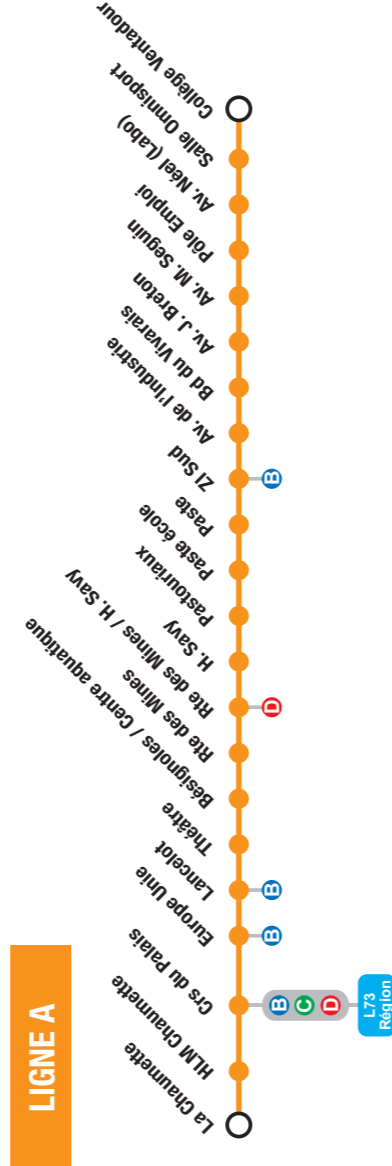 LIGNE A
La Chaumette
HLM Chaumette
Crs du Palais
B
C
D
L73
Région
Europe Unie
B
Lancelot
B
Théâtre
Bésignoles / Centre aquatique
Rte des Mines
Rte des Mines / H. Savy
D
H. Savy
Pastouriaux
Paste école
Paste
ZI Sud
B
Av. de l'Industrie
Bd du Vivarais
Av. J. Breton
Av. M. Seguin
Pôle Emploi
Av. Néel (Labo)
Salle Omnisport
Collège Ventadour